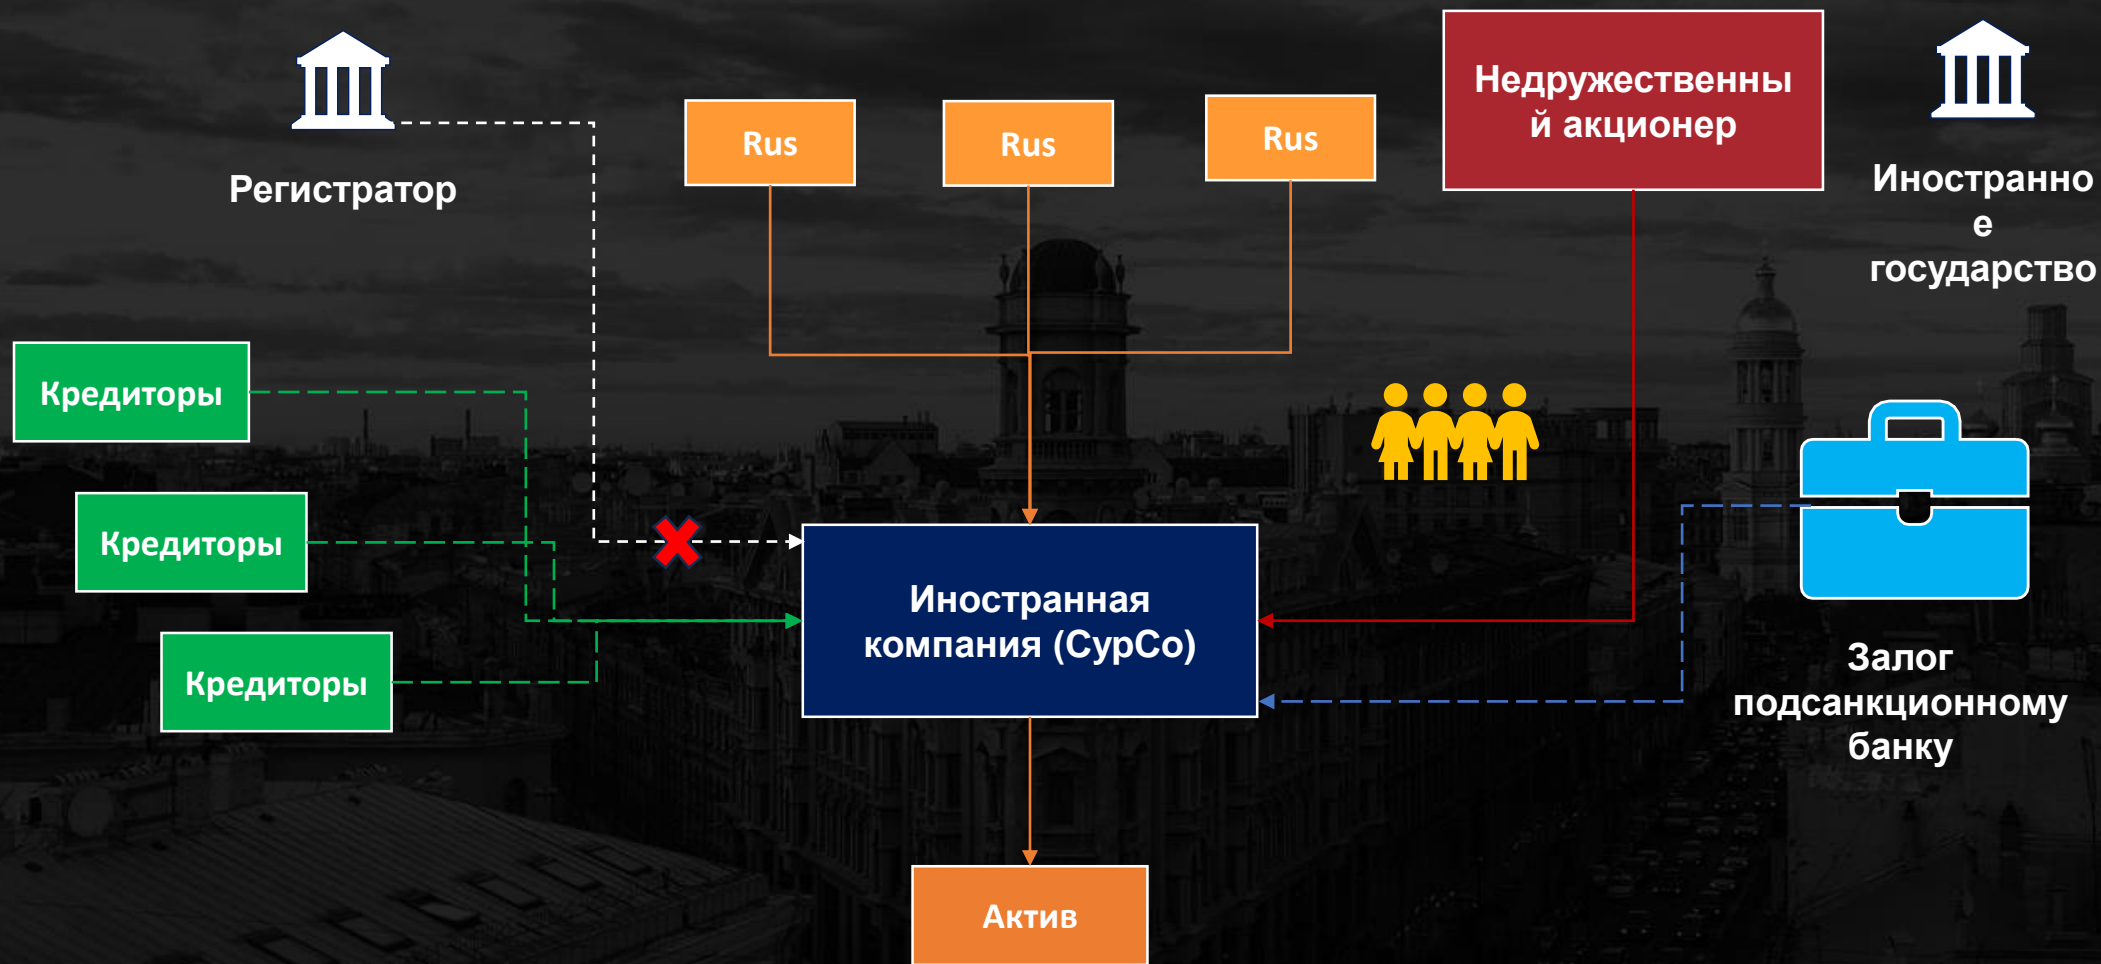 Регистратор
Rus
Rus
Rus
Недружественны
й акционер
Иностранно
е
государство
Кредиторы
Кредиторы
Кредиторы
Иностранная
компания (CypCo)
Залог
подсанкционному
банку
Актив